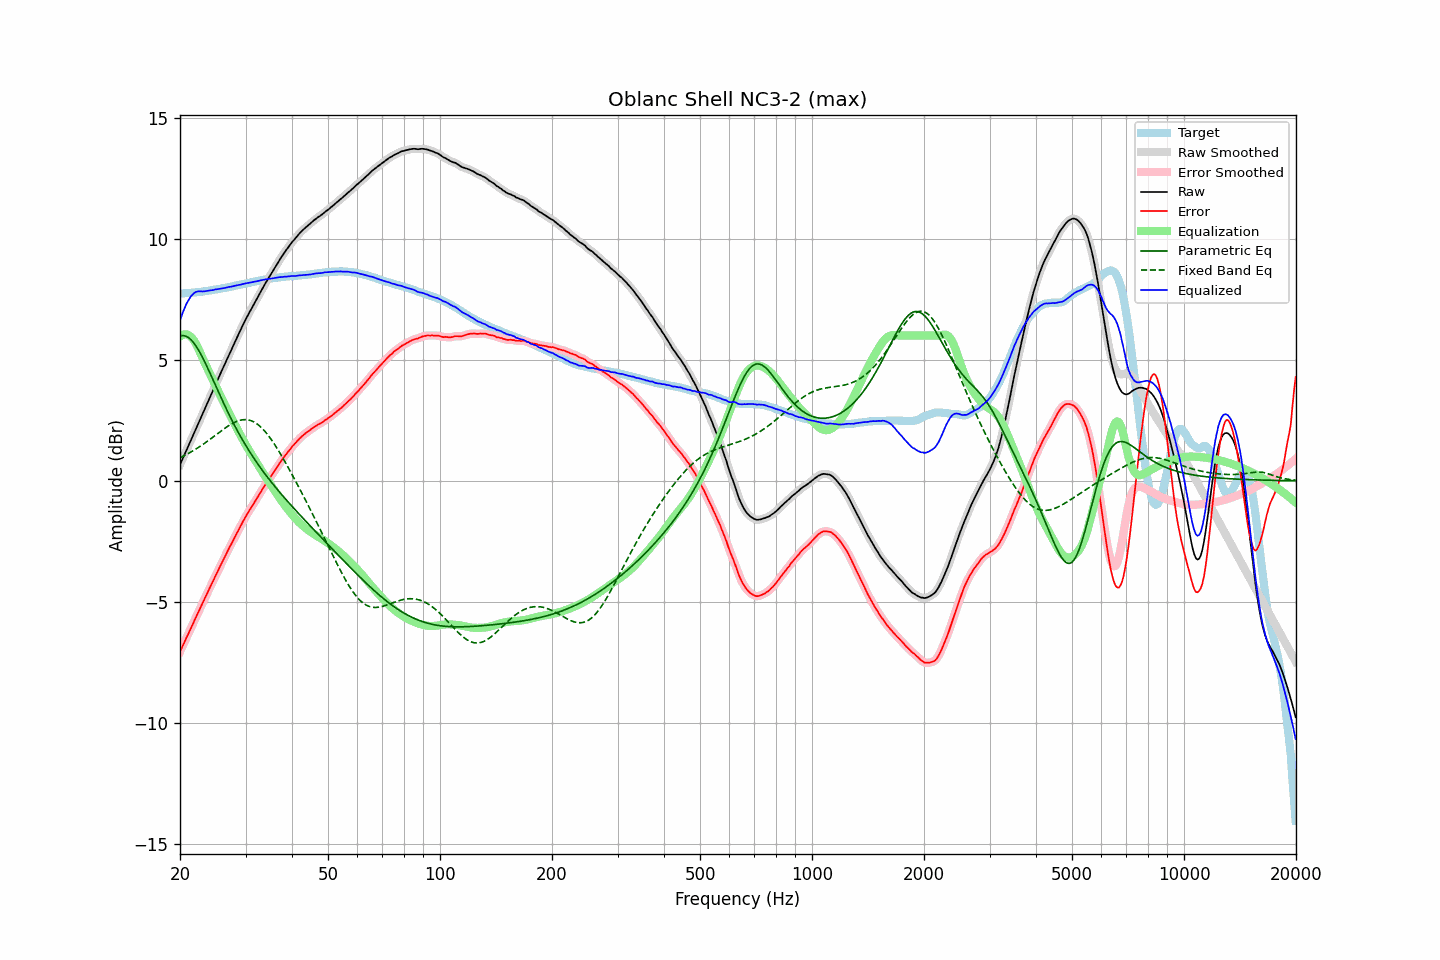 Oblanc Shell NC3-2 (max)
Target
Raw Smoothed
Error Smoothed
Raw
Error
Equalization
Parametric Eq
Fixed Band Eq
Equalized
Amplitude (dBr)
15
10
5
0
−5
−10
−15
20 50 100 200 500 1000 2000 5000 10000 20000
Frequency (Hz)